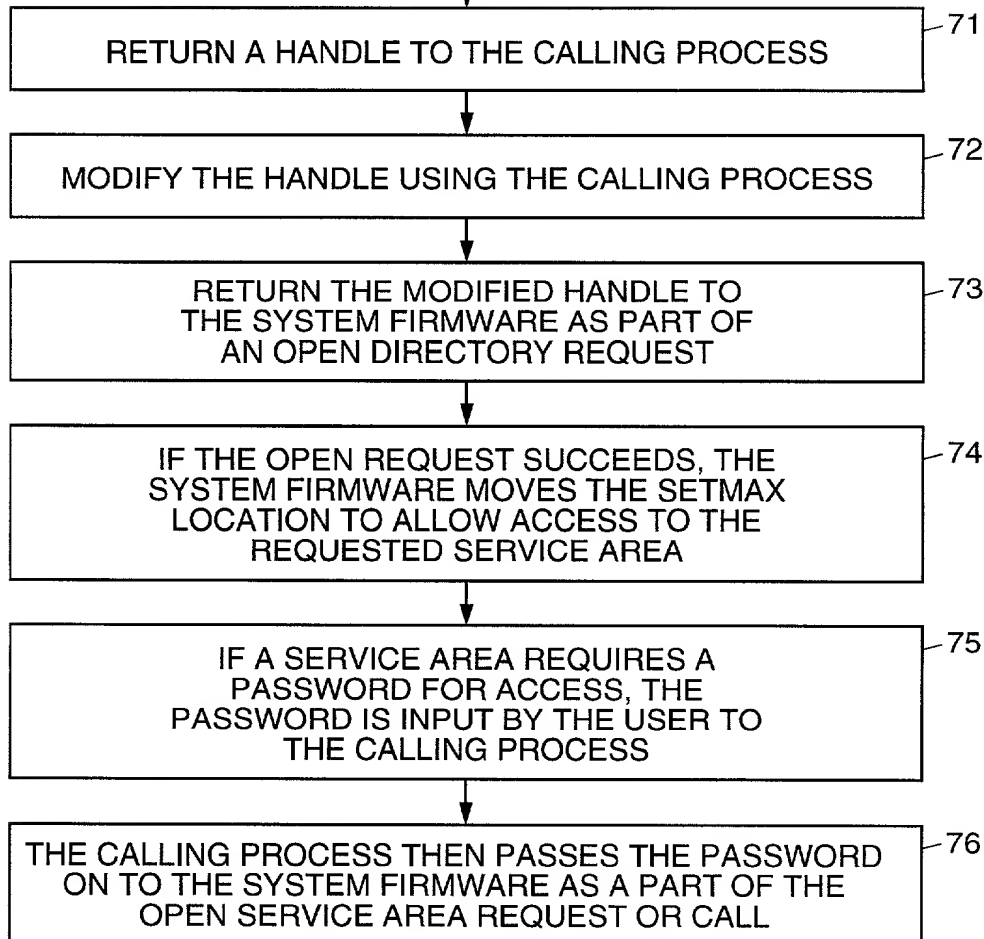 RETURN A HANDLE TO THE CALLING PROCESS
71
MODIFY THE HANDLE USING THE CALLING PROCESS
72
RETURN THE MODIFIED HANDLE TO
THE SYSTEM FIRMWARE AS PART OF
AN OPEN DIRECTORY REQUEST
73
IF THE OPEN REQUEST SUCCEEDS, THE
SYSTEM FIRMWARE MOVES THE SETMAX
LOCATION TO ALLOW ACCESS TO THE
REQUESTED SERVICE AREA
74
IF A SERVICE AREA REQUIRES A
PASSWORD FOR ACCESS, THE
PASSWORD IS INPUT BY THE USER TO
THE CALLING PROCESS
75
THE CALLING PROCESS THEN PASSES THE PASSWORD
ON TO THE SYSTEM FIRMWARE AS A PART OF THE
OPEN SERVICE AREA REQUEST OR CALL
76